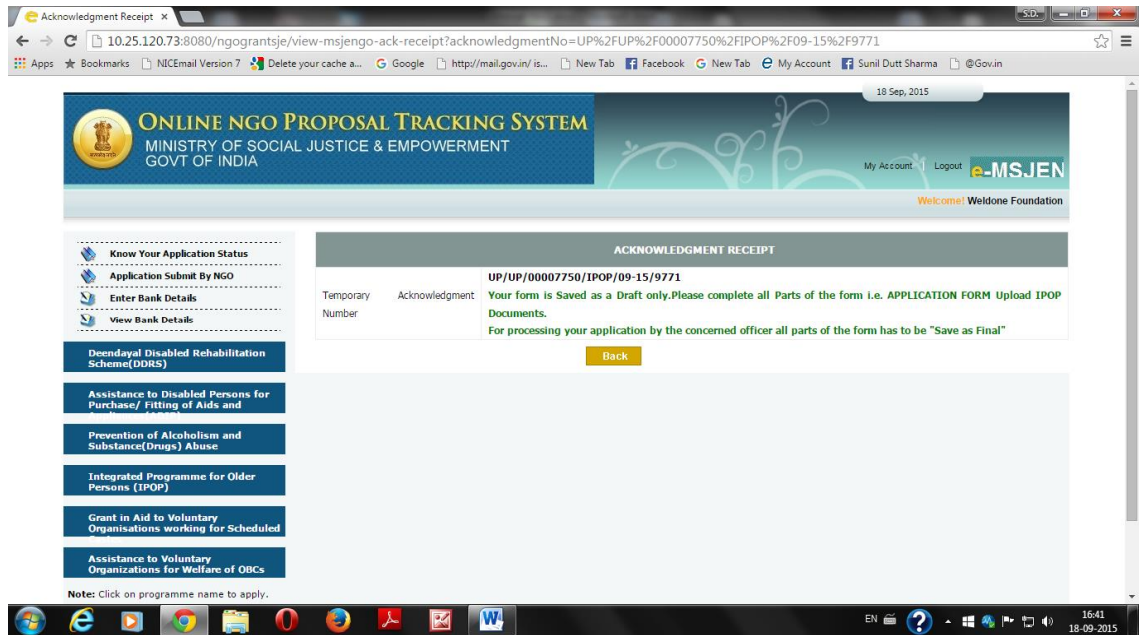 Acknowledgment Receipt
S.D.
10.25.120.73:8080/ngograntsje/view-msjengo-ack-receipt?acknowledgmentNo=UP%2FUP%2F00007750%2FIPOP%2F09-15%2F9771
Apps Bookmarks NICEmail Version 7 Delete your cache a... Google http://mail.gov.in/ is... New Tab Facebook New Tab My Account Sunil Dutt Sharma @Gov.in
18 Sep, 2015
ONLINE NGO PROPOSAL TRACKING SYSTEM
MINISTRY OF SOCIAL JUSTICE & EMPOWERMENT
GOVT OF INDIA
My Account | Logout e-MSJEN
Welcome! Weldone Foundation
Know Your Application Status
Application Submit By NGO
Enter Bank Details
View Bank Details
Deendayal Disabled Rehabilitation
Scheme(DDRS)
Assistance to Disabled Persons for
Purchase/ Fitting of Aids and
Prevention of Alcoholism and
Substance(Drugs) Abuse
Integrated Programme for Older
Persons (IPOP)
Grant in Aid to Voluntary
Organisations working for Scheduled
Assistance to Voluntary
Organizations for Welfare of OBCs
Note: Click on programme name to apply.
ACKNOWLEDGMENT RECEIPT
Temporary Acknowledgment
Number
UP/UP/00007750/IPOP/09-15/9771
Your form is Saved as a Draft only.Please complete all Parts of the form i.e. APPLICATION FORM Upload IPOP
Documents.
For processing your application by the concerned officer all parts of the form has to be "Save as Final"
Back
EN
16:41
18-09-2015